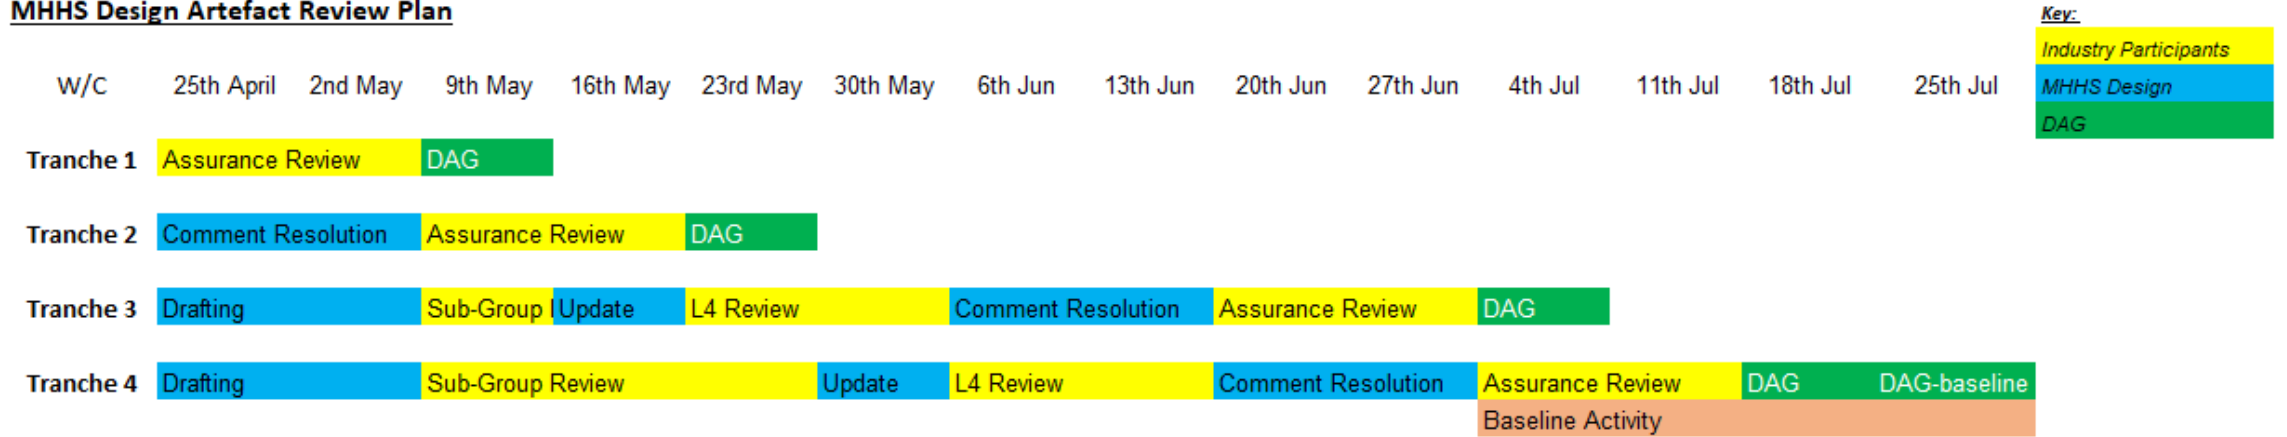 MHHS Design Artefact Review Plan
Key:
Industry Participants
MHHS Design
DAG
W/C 25th April 2nd May 9th May 16th May 23rd May 30th May 6th Jun 13th Jun 20th Jun 27th Jun 4th Jul 11th Jul 18th Jul 25th Jul
Tranche 1 Assurance Review DAG
Tranche 2 Comment Resolution Assurance Review DAG
Tranche 3 Drafting Sub-Group Update L4 Review Comment Resolution Assurance Review DAG
Tranche 4 Drafting Sub-Group Review Update L4 Review Comment Resolution Assurance Review DAG DAG-baseline
Baseline Activity